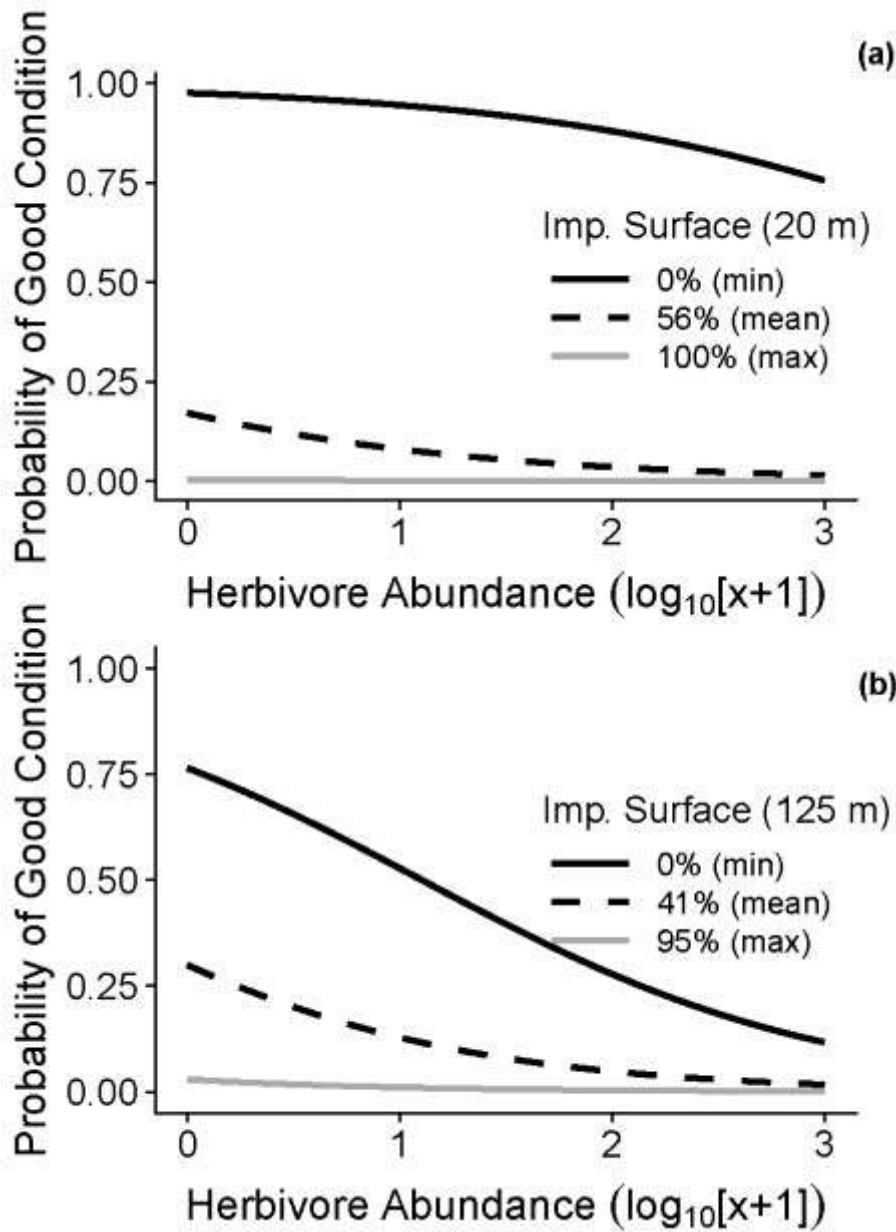 (a)
Probability of Good Condition
1.00
0.75
0.50
0.25
0.00
Imp. Surface (20 m)
0% (min)
56% (mean)
100% (max)
0 1 2 3
Herbivore Abundance (log₁₀[x+1])
(b)
Probability of Good Condition
1.00
0.75
0.50
0.25
0.00
Imp. Surface (125 m)
0% (min)
41% (mean)
95% (max)
0 1 2 3
Herbivore Abundance (log₁₀[x+1])